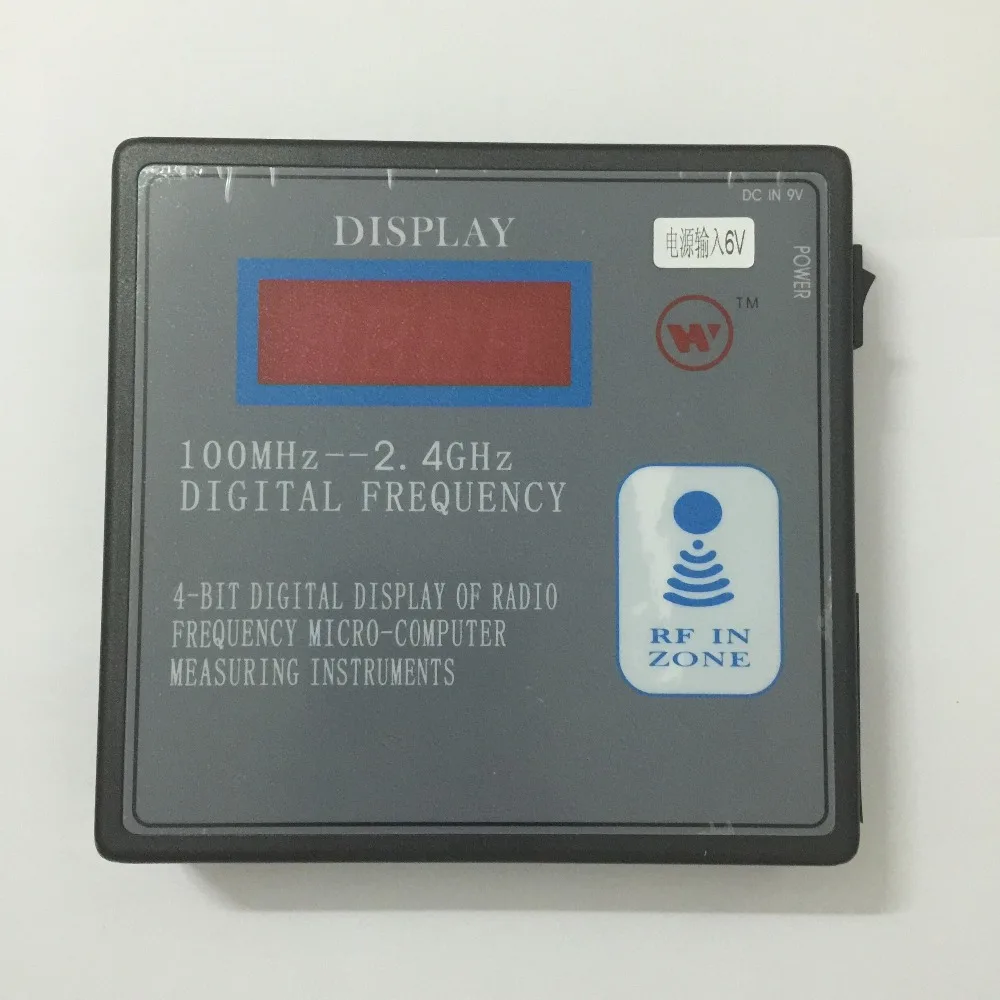 DC IN 9V
DISPLAY
电源输入6V
POWER
W
TM
100MHz--2.4GHz
DIGITAL FREQUENCY
4-BIT DIGITAL DISPLAY OF RADIO
FREQUENCY MICRO-COMPUTER
MEASURING INSTRUMENTS
RF IN
ZONE